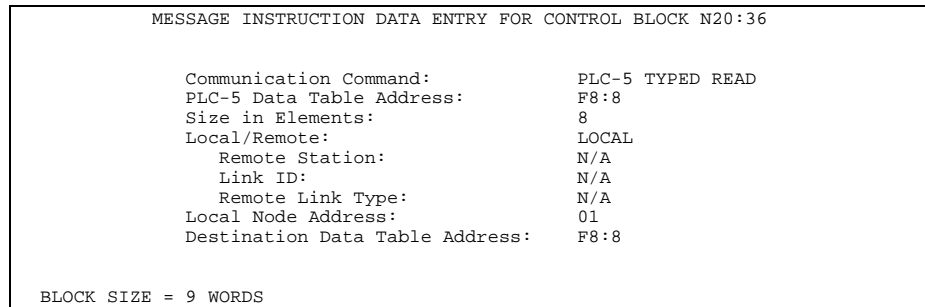 MESSAGE INSTRUCTION DATA ENTRY FOR CONTROL BLOCK N20:36
Communication Command: PLC-5 TYPED READ
PLC-5 Data Table Address: F8:8
Size in Elements: 8
Local/Remote: LOCAL
Remote Station: N/A
Link ID: N/A
Remote Link Type: N/A
Local Node Address: 01
Destination Data Table Address: F8:8
BLOCK SIZE = 9 WORDS